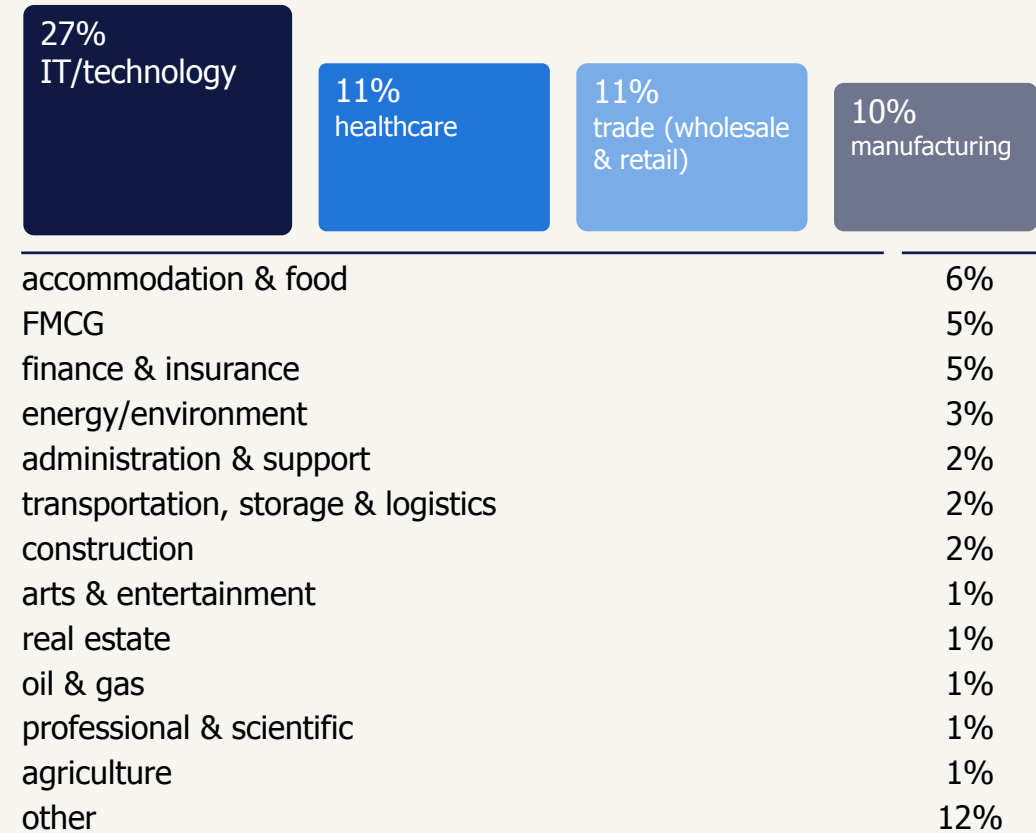 27%
IT/technology
11%
healthcare
11%
trade (wholesale
& retail)
10%
manufacturing
accommodation & food 6%
FMCG 5%
finance & insurance 5%
energy/environment 3%
administration & support 2%
transportation, storage & logistics 2%
construction 2%
arts & entertainment 1%
real estate 1%
oil & gas 1%
professional & scientific 1%
agriculture 1%
other 12%